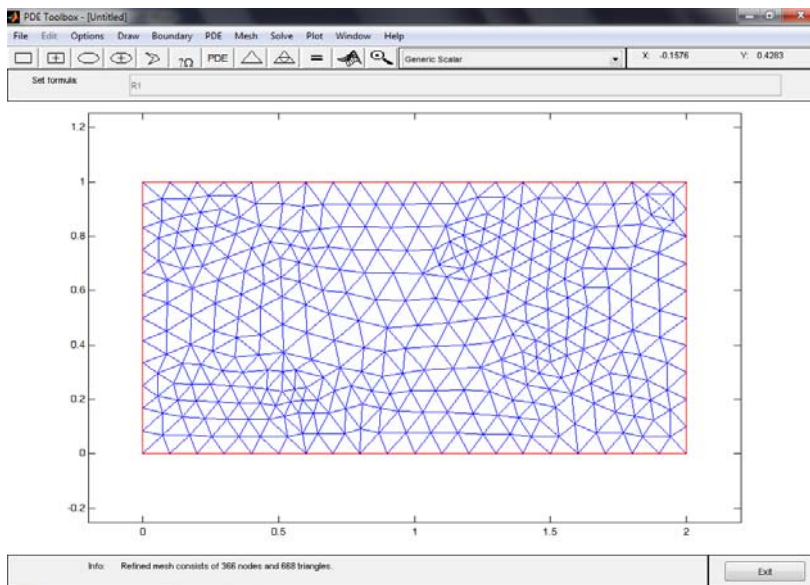 PDE Toolbox - [Untitled]
File Edit Options Draw Boundary PDE Mesh Solve Plot Window Help
∂Ω PDE = Generic Scalar X: -0.1576 Y: 0.4283
Set formula: R1
1.2
1
0.8
0.6
0.4
0.2
0
-0.2
0 0.5 1 1.5 2
Info: Refined mesh consists of 366 nodes and 668 triangles.
Exit